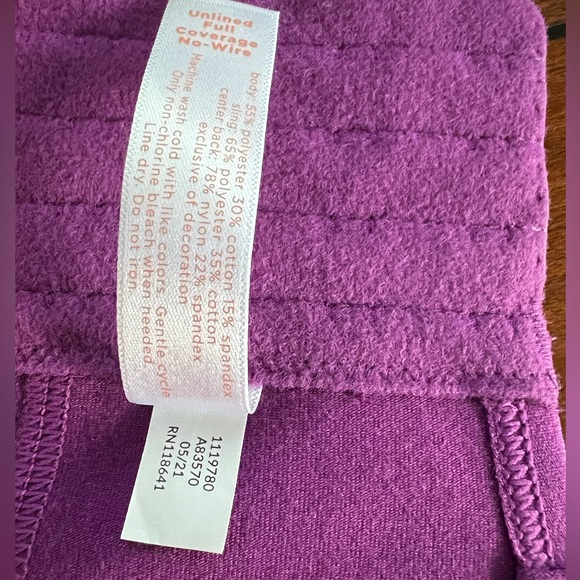 Unlined
Full
Coverage
No-Wire
body: 55% polyester 30% cotton 15% spandex
sling: 65% polyester 35% cotton
center back: 78% nylon 22% spandex
exclusive of decoration
Machine wash cold with like colors. Gentle cycle.
Only non-chlorine bleach when needed.
Line dry. Do not iron.
1119780
A83570
05/21
RN118641